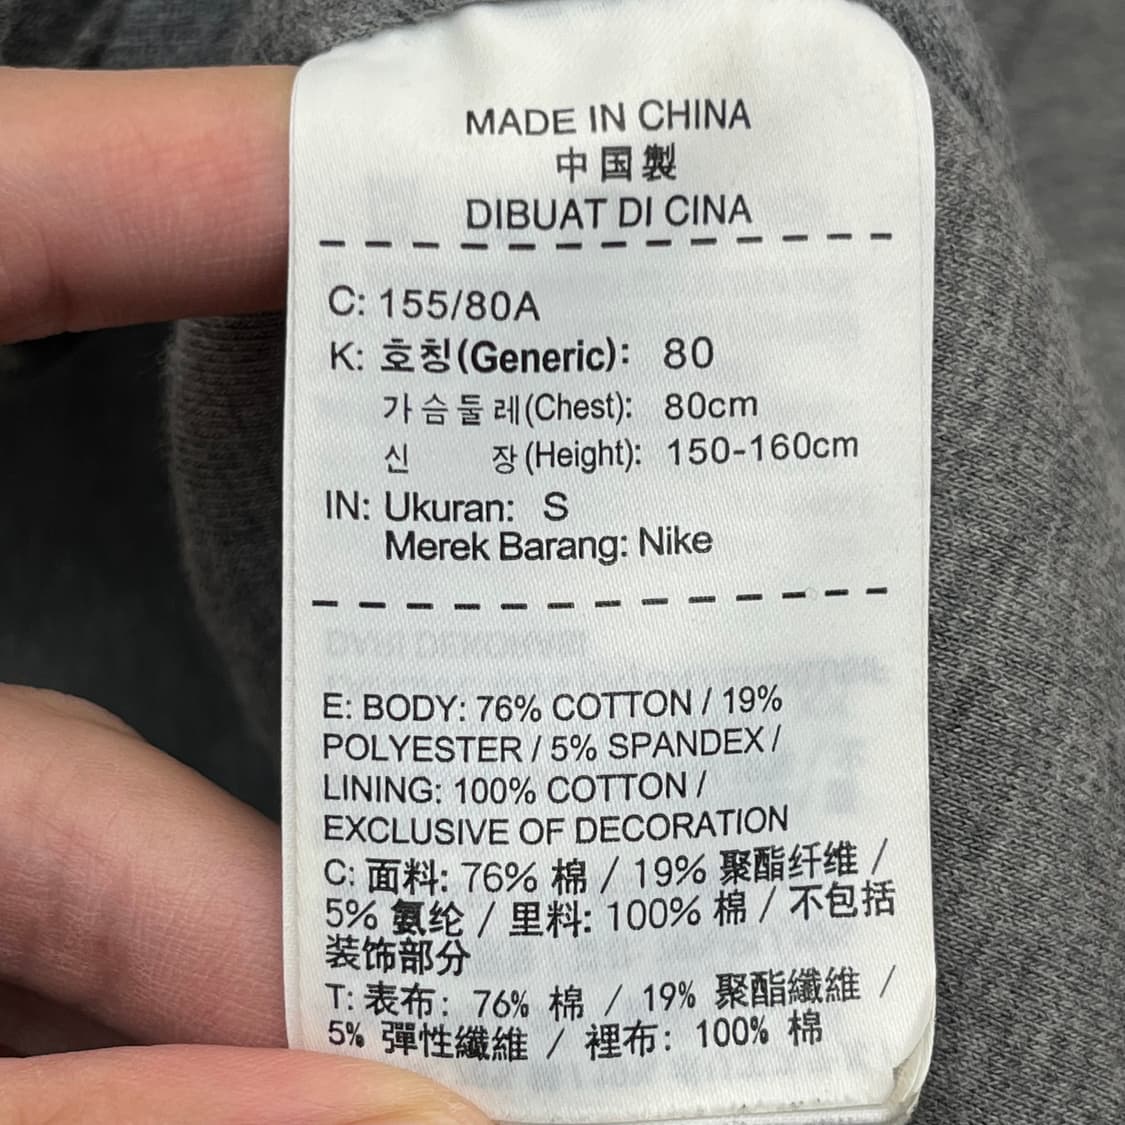 MADE IN CHINA
中国製
DIBUAT DI CINA
C: 155/80A
K: 호칭(Generic): 80
가슴둘레(Chest): 80cm
신 장(Height): 150-160cm
IN: Ukuran: S
Merek Barang: Nike
E: BODY: 76% COTTON / 19%
POLYESTER / 5% SPANDEX /
LINING: 100% COTTON /
EXCLUSIVE OF DECORATION
C: 面料: 76% 棉 / 19% 聚酯纤维 /
5% 氨纶 / 里料: 100% 棉 / 不包括
装饰部分
T: 表布: 76% 棉 / 19% 聚酯纖維 /
5% 彈性纖維 / 裡布: 100% 棉